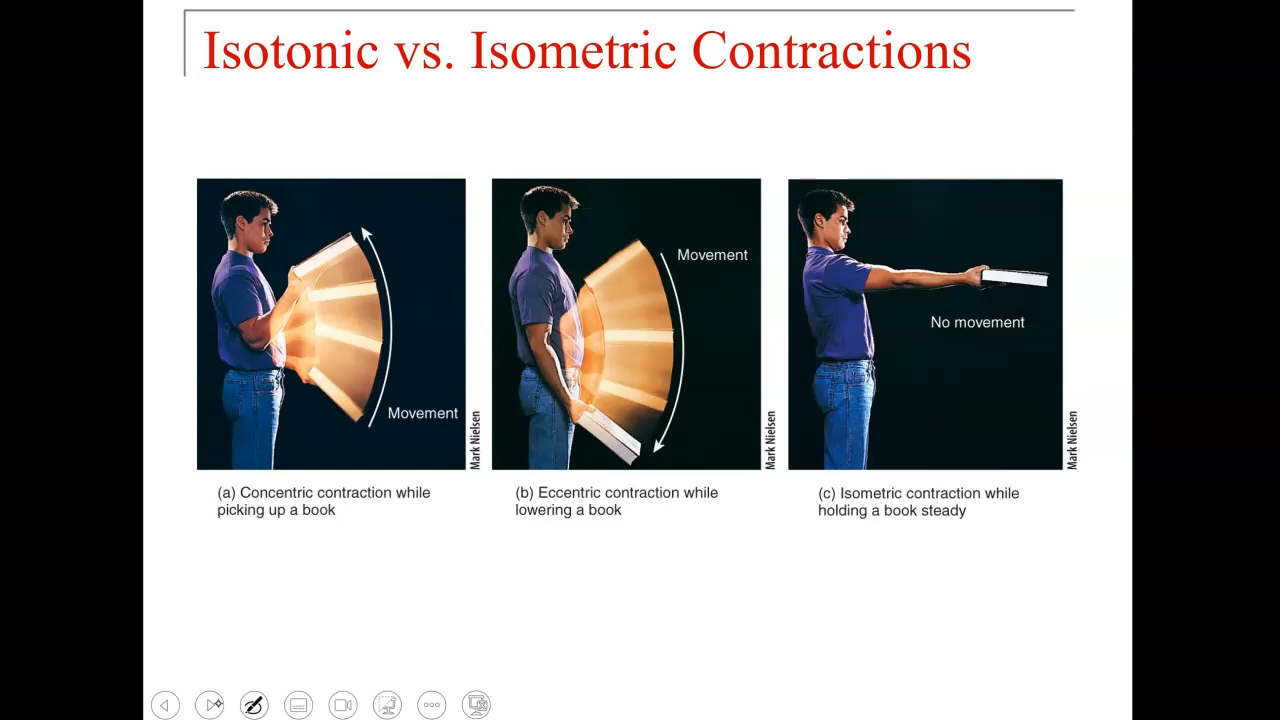 Isotonic vs. Isometric Contractions
Movement
Mark Nielsen
Movement
Mark Nielsen
No movement
Mark Nielsen
(a) Concentric contraction while
picking up a book
(b) Eccentric contraction while
lowering a book
(c) Isometric contraction while
holding a book steady